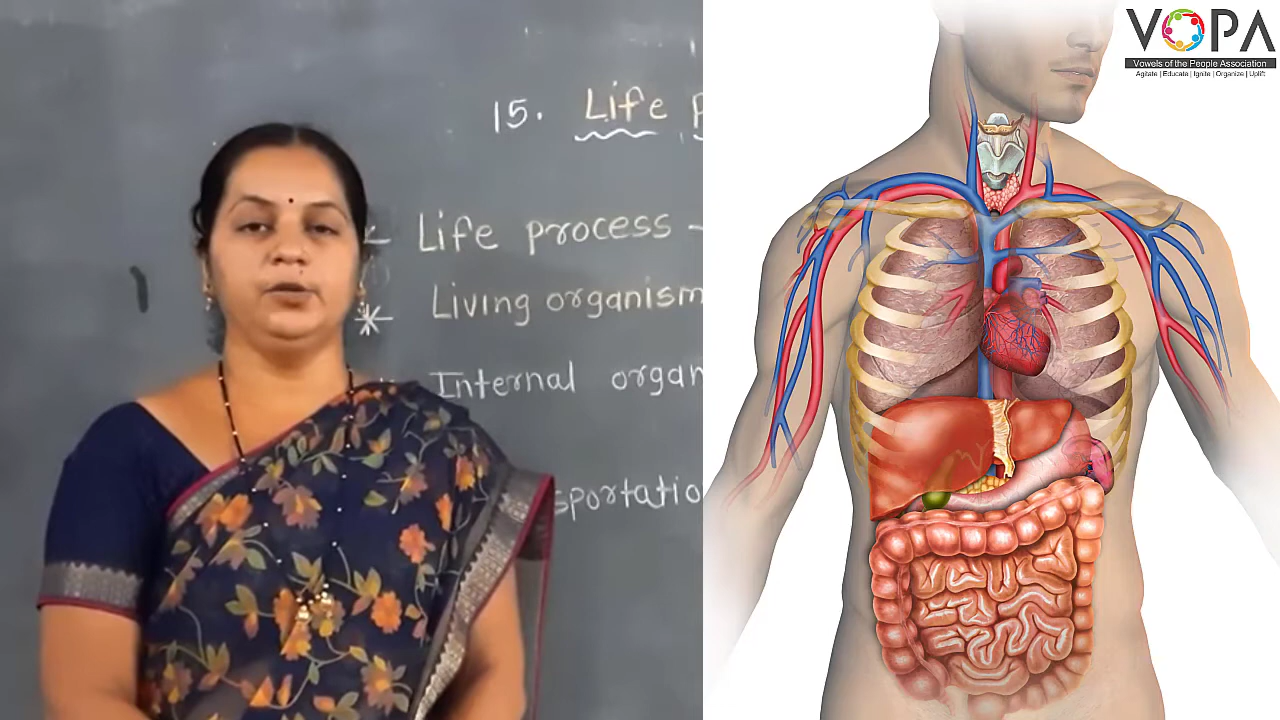 15. Life
Life process -
Living organism
Internal organ
sportatio
VOPA
Vowels of the People Association
Agitate | Educate | Ignite | Organize | Uplift